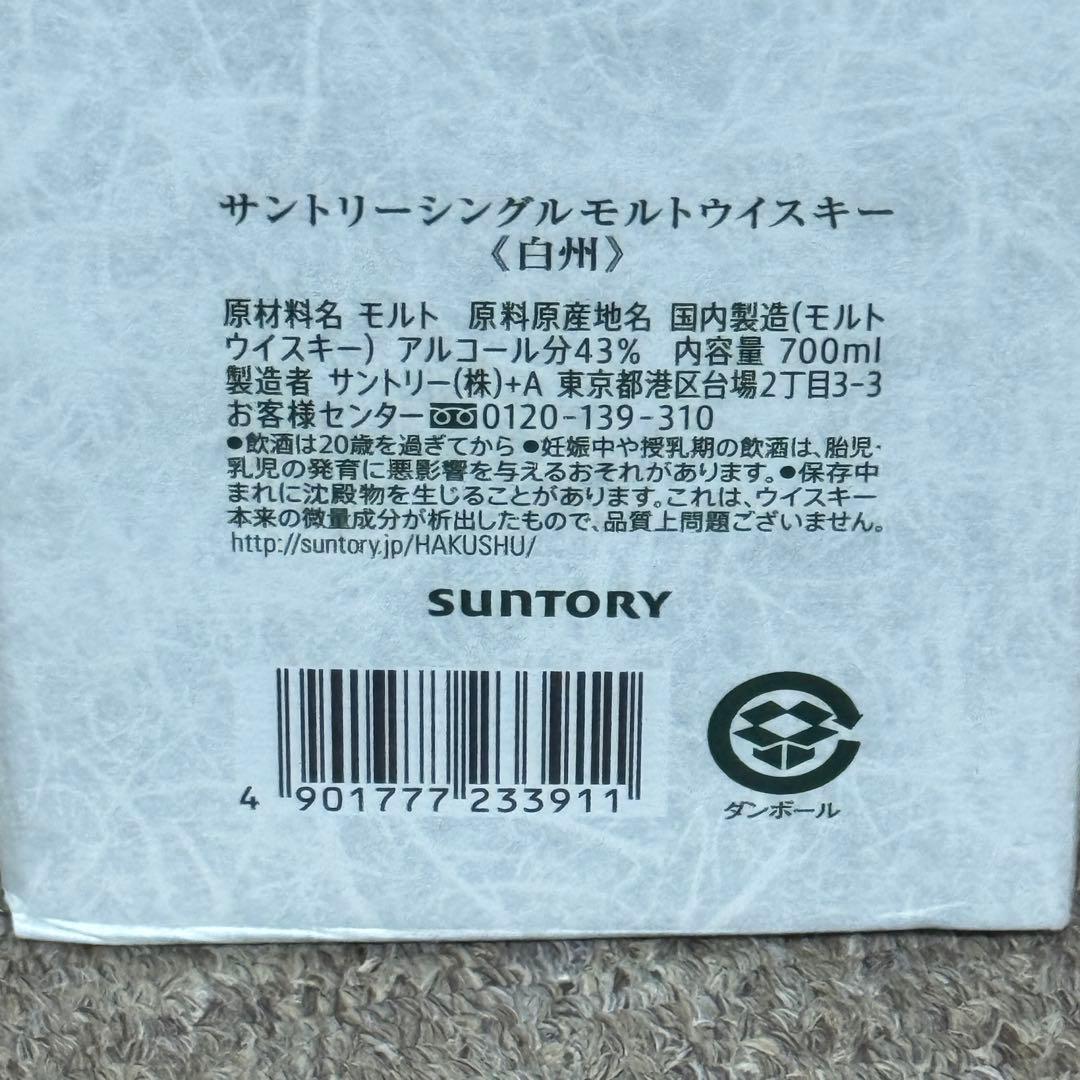 サントリーシングルモルトウイスキー
《白州》
原材料名 モルト 原料原産地名 国内製造(モルト
ウイスキー) アルコール分43% 内容量 700ml
製造者 サントリー(株)+A 東京都港区台場2丁目3-3
お客様センター 0120-139-310
●飲酒は20歳を過ぎてから ●妊娠中や授乳期の飲酒は、胎児・
乳児の発育に悪影響を与えるおそれがあります。●保存中
まれに沈殿物を生じることがあります。これは、ウイスキー
本来の微量成分が析出したもので、品質上問題ございません。
http://suntory.jp/HAKUSHU/
SUNTORY
4 901777 233911
ダンボール